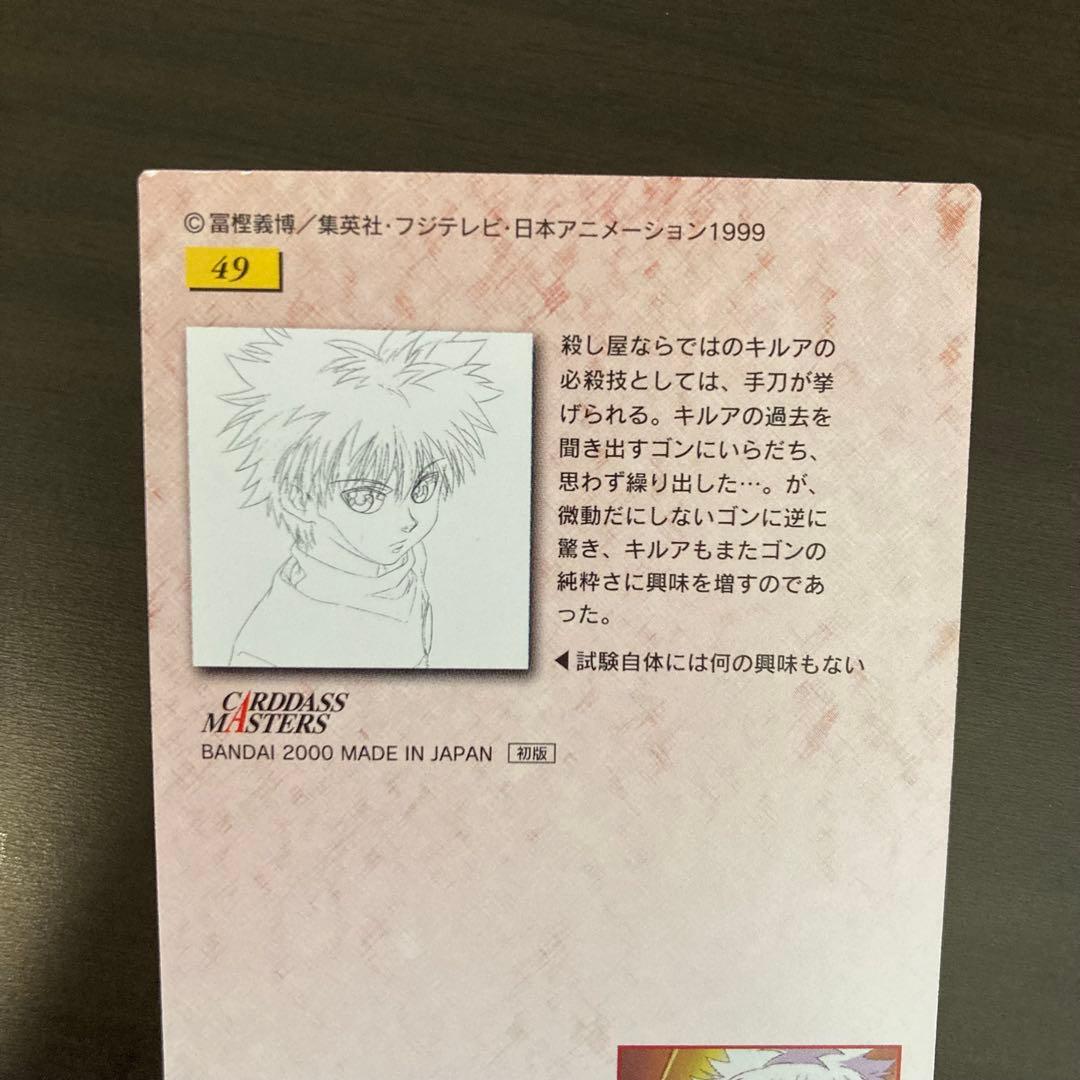 ©冨樫義博／集英社・フジテレビ・日本アニメーション1999
49
殺し屋ならではのキルアの
必殺技としては、手刀が挙
げられる。キルアの過去を
聞き出すゴンにいらだち、
思わず繰り出した…。が、
微動だにしないゴンに逆に
驚き、キルアもまたゴンの
純粋さに興味を増すのであ
った。
◀試験自体には何の興味もない
CARDDASS
MASTERS
BANDAI 2000 MADE IN JAPAN 初版